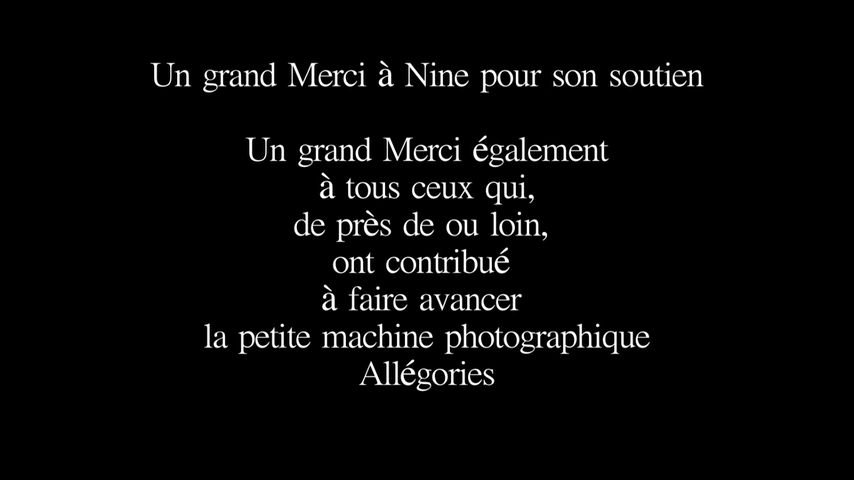 Un grand Merci à Nine pour son soutien
Un grand Merci également
à tous ceux qui,
de près de ou loin,
ont contribué
à faire avancer
la petite machine photographique
Allégories